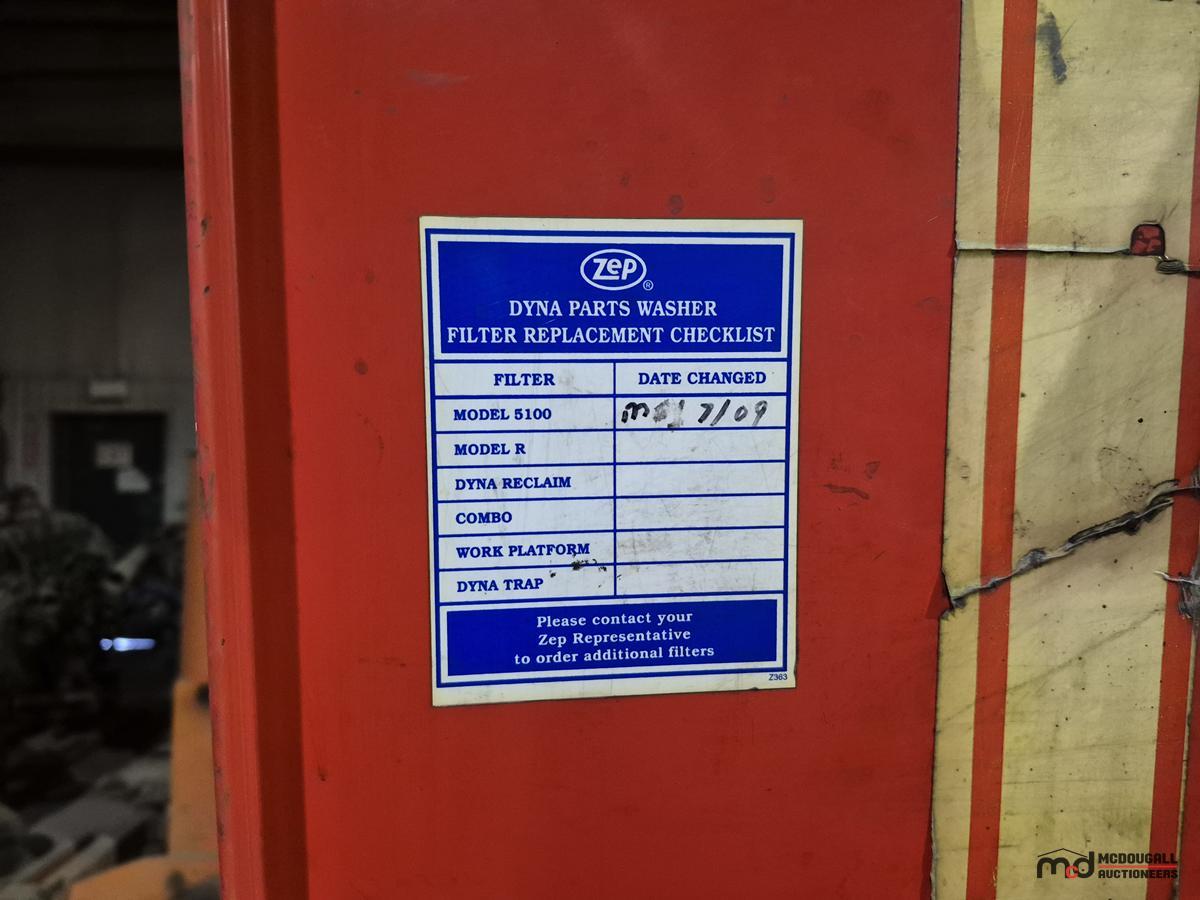 Zep ®
DYNA PARTS WASHER
FILTER REPLACEMENT CHECKLIST
FILTER DATE CHANGED
MODEL 5100 7/09
MODEL R
DYNA RECLAIM
COMBO
WORK PLATFORM
DYNA TRAP
Please contact your
Zep Representative
to order additional filters
Z363
mcd MCDOUGALL
AUCTIONEERS